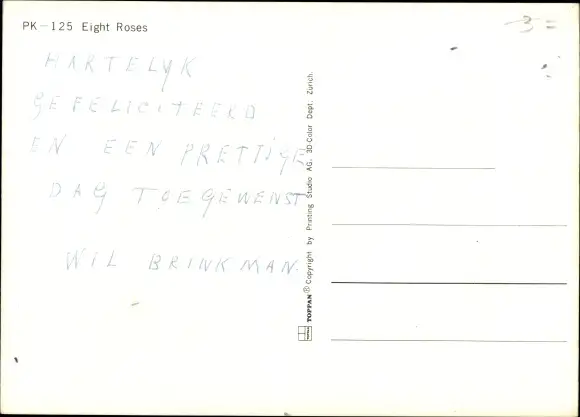 PK-125 Eight Roses
3=
HARTELYK
GEFELICITEERD
EN EEN PRETTIGE
DAG TOEGEWENST
WIL BRINKMAN.
TOPPAN ® Copyright by Printing Studio AG. 3D Color Dept. Zürich.